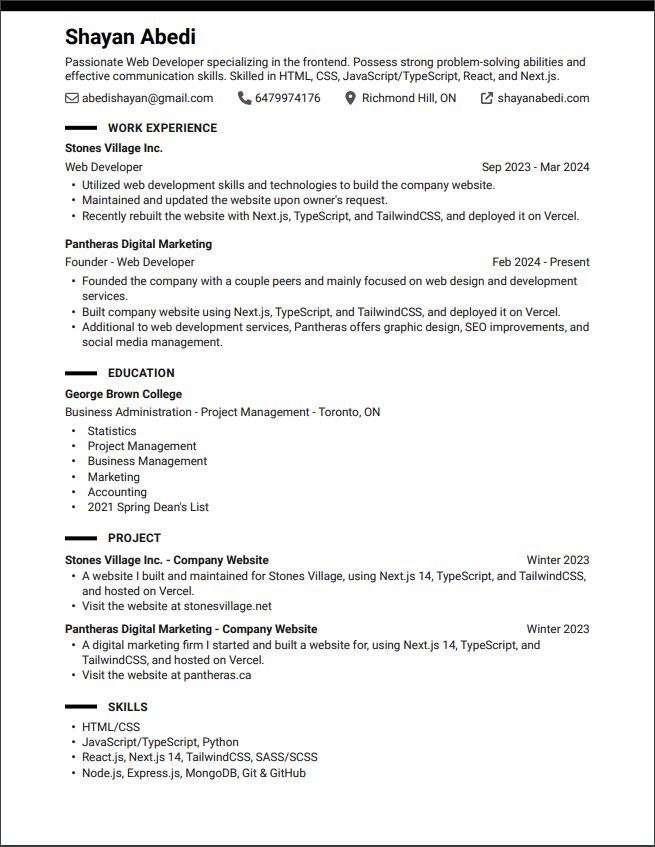 Shayan Abedi
Passionate Web Developer specializing in the frontend. Possess strong problem-solving abilities and
effective communication skills. Skilled in HTML, CSS, JavaScript/TypeScript, React, and Next.js.
abedishayan@gmail.com 6479974176 Richmond Hill, ON shayanabedi.com
WORK EXPERIENCE
Stones Village Inc.
Web Developer Sep 2023 - Mar 2024
• Utilized web development skills and technologies to build the company website.
• Maintained and updated the website upon owner's request.
• Recently rebuilt the website with Next.js, TypeScript, and TailwindCSS, and deployed it on Vercel.
Pantheras Digital Marketing
Founder - Web Developer Feb 2024 - Present
• Founded the company with a couple peers and mainly focused on web design and development
services.
• Built company website using Next.js, TypeScript, and TailwindCSS, and deployed it on Vercel.
• Additional to web development services, Pantheras offers graphic design, SEO improvements, and
social media management.
EDUCATION
George Brown College
Business Administration - Project Management - Toronto, ON
• Statistics
• Project Management
• Business Management
• Marketing
• Accounting
• 2021 Spring Dean's List
PROJECT
Stones Village Inc. - Company Website Winter 2023
• A website I built and maintained for Stones Village, using Next.js 14, TypeScript, and TailwindCSS,
and hosted on Vercel.
• Visit the website at stonesvillage.net
Pantheras Digital Marketing - Company Website Winter 2023
• A digital marketing firm I started and built a website for, using Next.js 14, TypeScript, and
TailwindCSS, and hosted on Vercel.
• Visit the website at pantheras.ca
SKILLS
• HTML/CSS
• JavaScript/TypeScript, Python
• React.js, Next.js 14, TailwindCSS, SASS/SCSS
• Node.js, Express.js, MongoDB, Git & GitHub